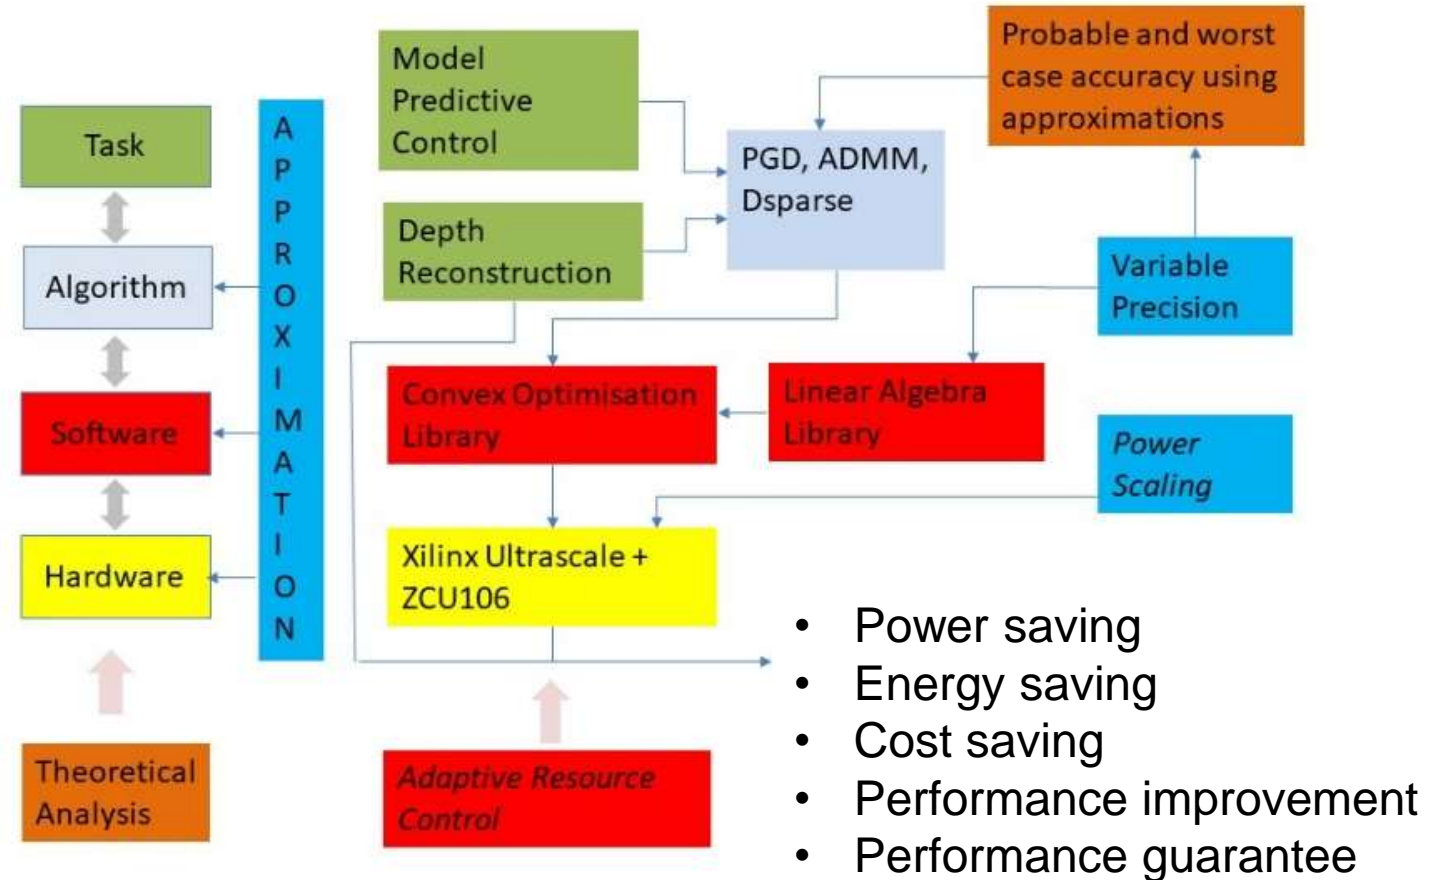 Task
Algorithm
Software
Hardware
Theoretical
Analysis
A
P
P
R
O
X
I
M
A
T
I
O
N
Model
Predictive
Control
Depth
Reconstruction
PGD, ADMM,
Dsparse
Probable and worst
case accuracy using
approximations
Variable
Precision
Convex Optimisation
Library
Linear Algebra
Library
Power
Scaling
Xilinx Ultrascale +
ZCU106
Adaptive Resource
Control
• Power saving
• Energy saving
• Cost saving
• Performance improvement
• Performance guarantee